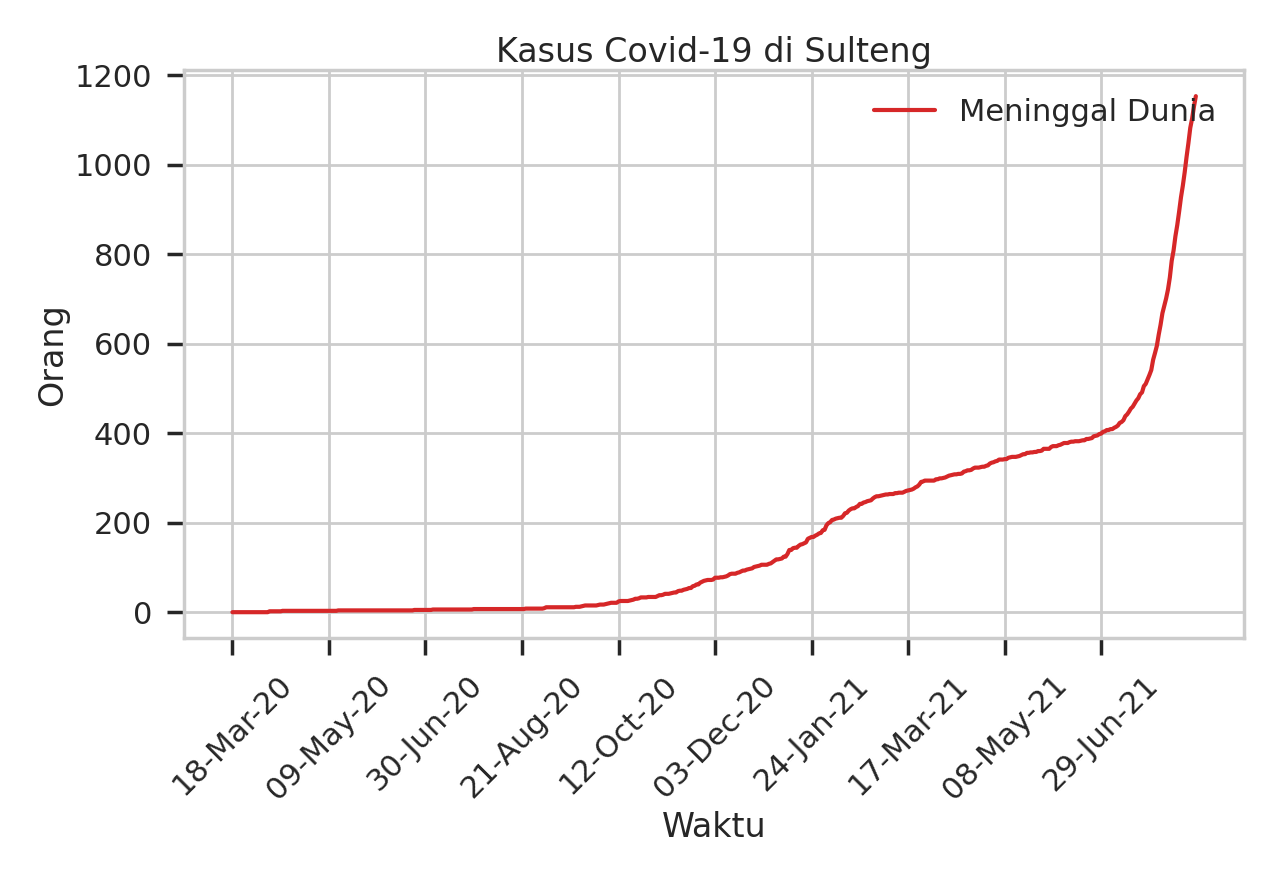 Kasus Covid-19 di Sulteng
Meninggal Dunia
1200
1000
800
600
400
200
0
Orang
18-Mar-20
09-May-20
30-Jun-20
21-Aug-20
12-Oct-20
03-Dec-20
24-Jan-21
17-Mar-21
08-May-21
29-Jun-21
Waktu